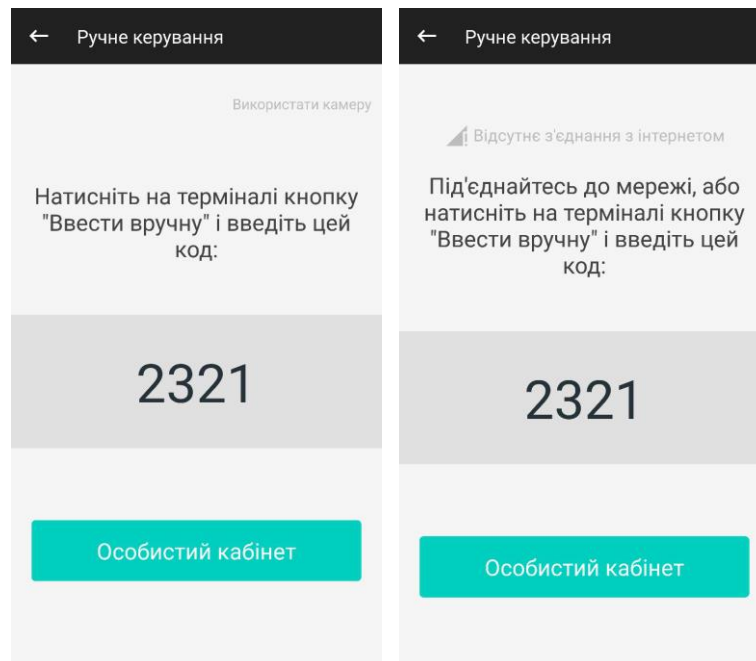 Ручне керування
Використати камеру
Натисніть на терміналі кнопку
"Ввести вручну" і введіть цей
код:
2321
Особистий кабінет
Ручне керування
Відсутнє з'єднання з інтернетом
Під'єднайтесь до мережі, або
натисніть на терміналі кнопку
"Ввести вручну" і введіть цей
код:
2321
Особистий кабінет